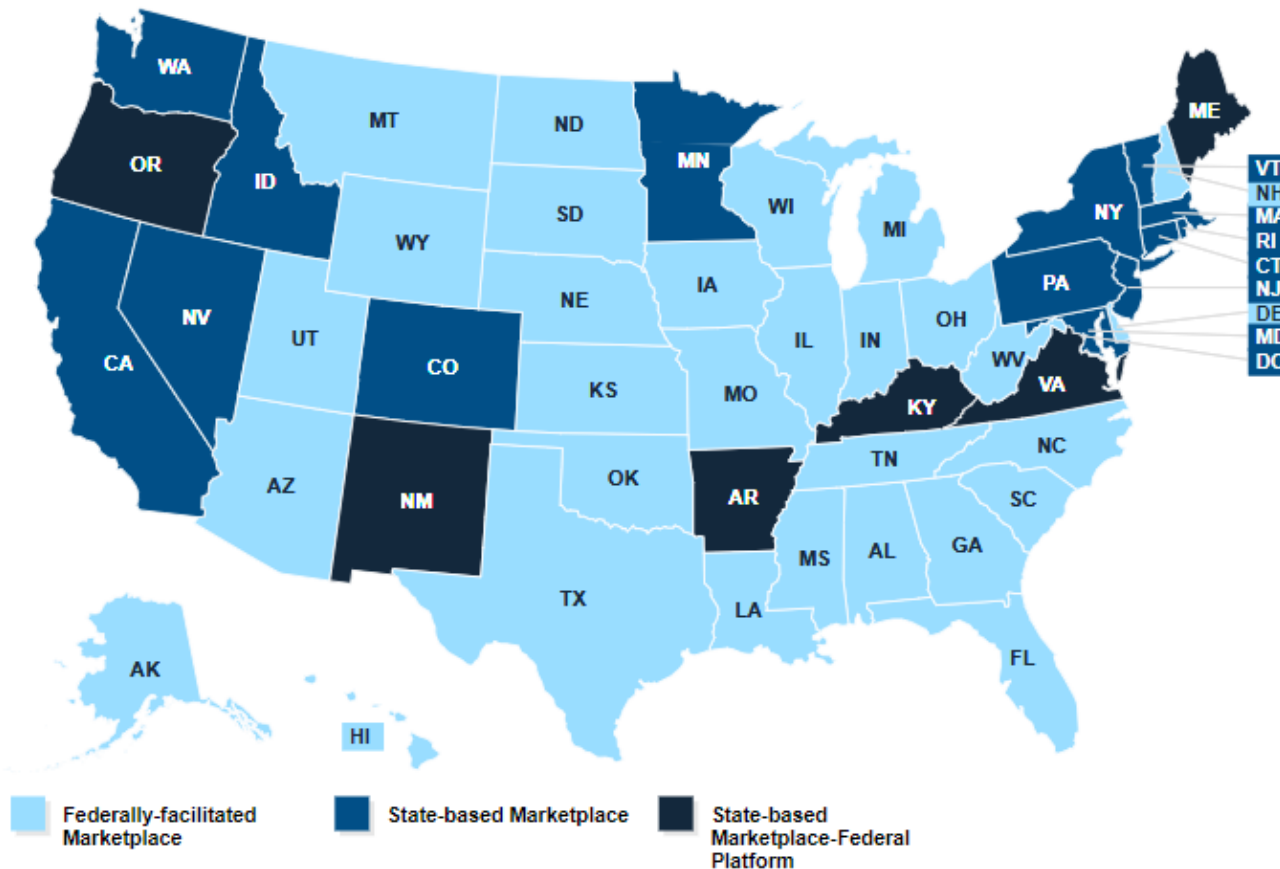 WA
MT
ND
MN
ME
OR
ID
SD
WI
MI
VT
NH
MA
NY
RI
WY
CT
IA
PA
NJ
NE
NV
UT
OH
DE
CO
IL
IN
MD
CA
WV
DC
KS
MO
KY
VA
AZ
NM
OK
AR
TN
NC
SC
MS
AL
GA
TX
LA
FL
AK
HI
Federally-facilitated
Marketplace
State-based Marketplace
State-based
Marketplace-Federal
Platform